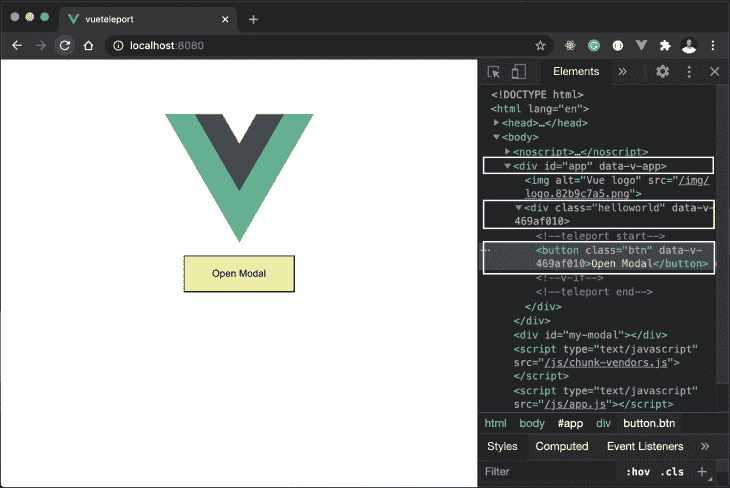 vueteleport
localhost:8080
Open Modal
Elements
<!DOCTYPE html>
<html lang="en">
<head>…</head>
<body>
<noscript>…</noscript>
<div id="app" data-v-app>
<img alt="Vue logo" src="/img/
logo.82b9c7a5.png">
<div class="helloworld" data-v-
469af010>
<!--teleport start-->
<button class="btn" data-v-
469af010>Open Modal</button>
<!--v-if-->
<!--teleport end-->
</div>
</div>
<div id="my-modal"></div>
<script type="text/javascript"
src="/js/chunk-vendors.js">
</script>
<script type="text/javascript"
src="/js/app.js"></script>
html body #app div button.btn
Styles Computed Event Listeners
Filter :hov .cls